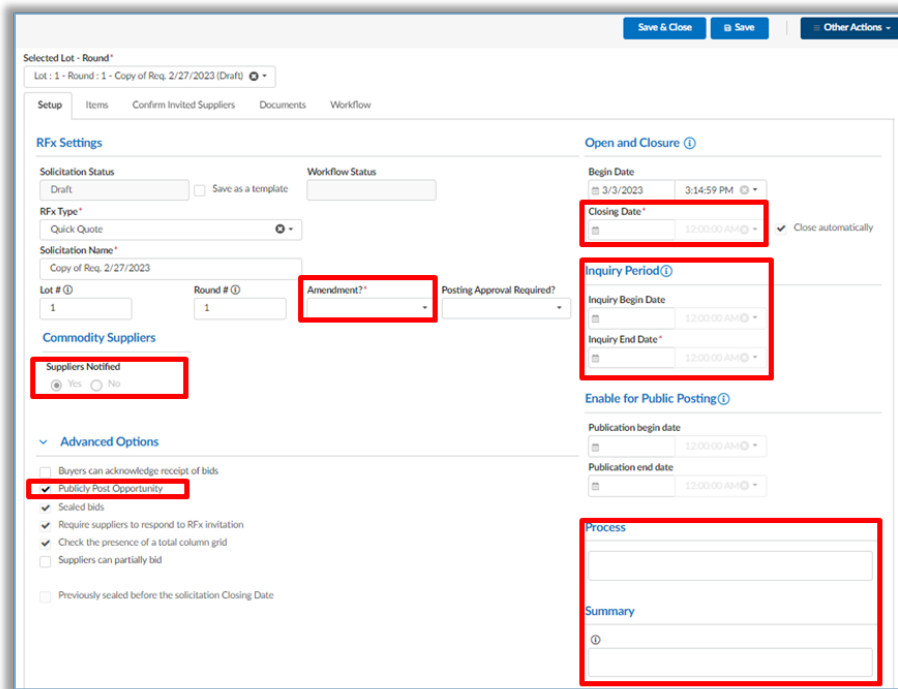 Save & Close Save Other Actions
Selected Lot - Round*
Lot : 1 - Round : 1 - Copy of Req. 2/27/2023 (Draft)
Setup Items Confirm Invited Suppliers Documents Workflow
RFx Settings
Solicitation Status Workflow Status
Draft Save as a template
RFx Type*
Quick Quote
Solicitation Name*
Copy of Req. 2/27/2023
Lot # Round # Amendment?* Posting Approval Required?
1 1
Commodity Suppliers
Suppliers Notified
Yes No
Advanced Options
Buyers can acknowledge receipt of bids
Publicly Post Opportunity
Sealed bids
Require suppliers to respond to RFx invitation
Check the presence of a total column grid
Suppliers can partially bid
Previously sealed before the solicitation Closing Date
Open and Closure
Begin Date
3/3/2023 3:14:59 PM
Closing Date*
12:00:00 AM Close automatically
Inquiry Period
Inquiry Begin Date
12:00:00 AM
Inquiry End Date*
12:00:00 AM
Enable for Public Posting
Publication begin date
12:00:00 AM
Publication end date
12:00:00 AM
Process
Summary